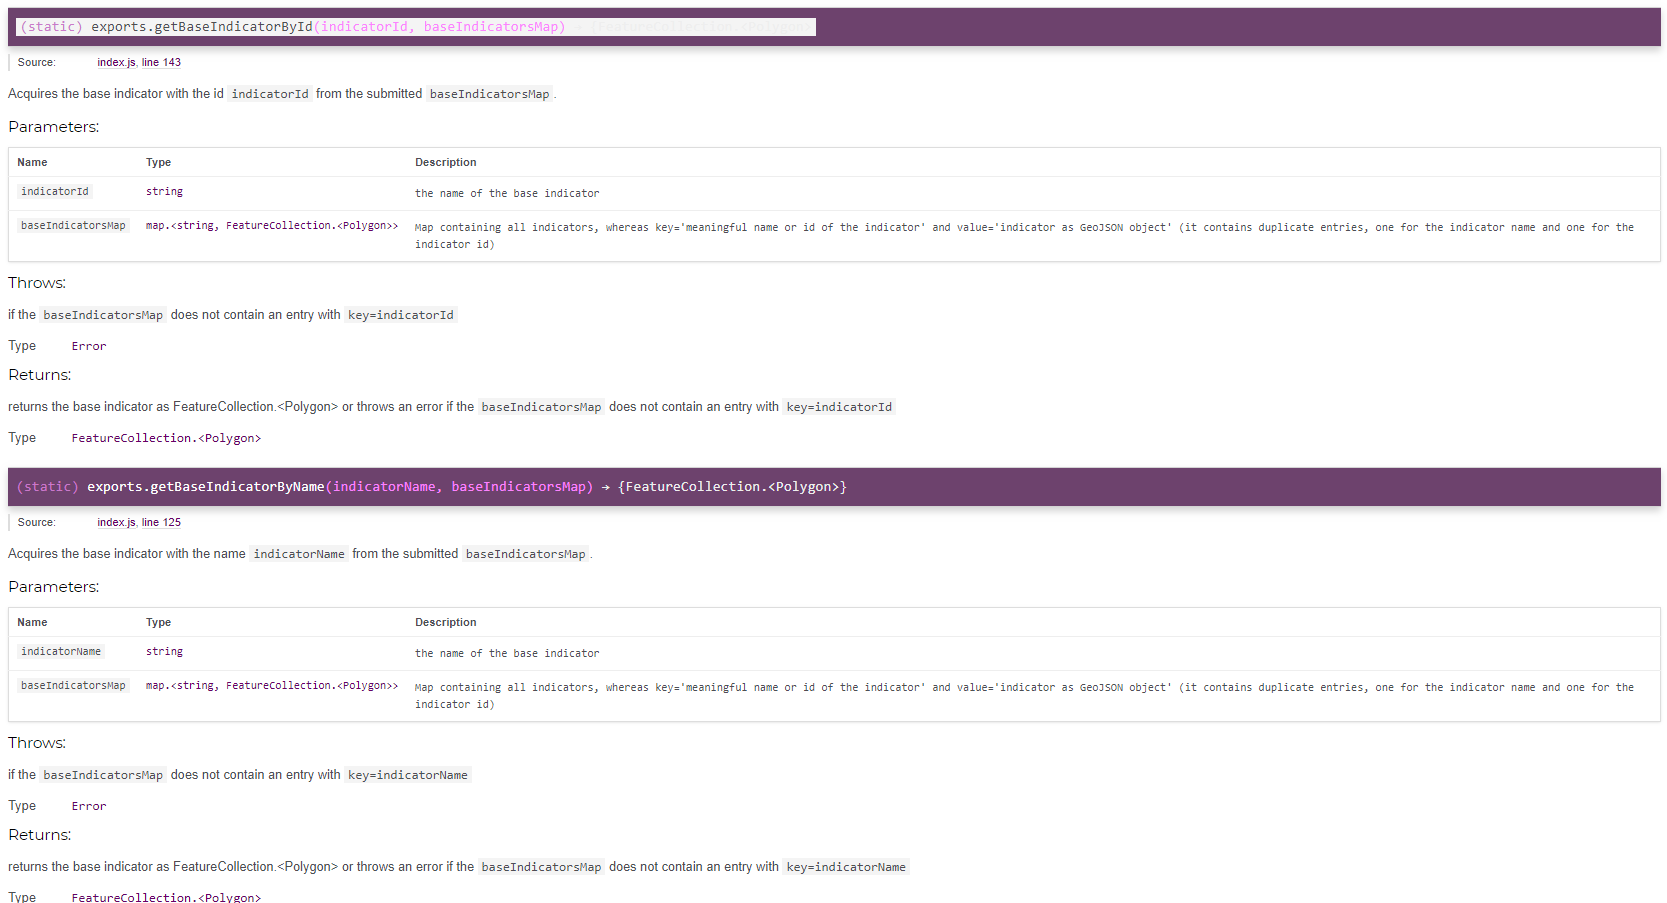 (static) exports.getBaseIndicatorById(indicatorId, baseIndicatorsMap) → {FeatureCollection.<Polygon>}
Source: index.js, line 143
Acquires the base indicator with the id indicatorId from the submitted baseIndicatorsMap .
Parameters:
Name Type Description
indicatorId string the name of the base indicator
baseIndicatorsMap map.<string, FeatureCollection.<Polygon>> Map containing all indicators, whereas key='meaningful name or id of the indicator' and value='indicator as GeoJSON object' (it contains duplicate entries, one for the indicator name and one for the
indicator id)
Throws:
if the baseIndicatorsMap does not contain an entry with key=indicatorId
Type Error
Returns:
returns the base indicator as FeatureCollection.<Polygon> or throws an error if the baseIndicatorsMap does not contain an entry with key=indicatorId
Type FeatureCollection.<Polygon>
(static) exports.getBaseIndicatorByName(indicatorName, baseIndicatorsMap) → {FeatureCollection.<Polygon>}
Source: index.js, line 125
Acquires the base indicator with the name indicatorName from the submitted baseIndicatorsMap .
Parameters:
Name Type Description
indicatorName string the name of the base indicator
baseIndicatorsMap map.<string, FeatureCollection.<Polygon>> Map containing all indicators, whereas key='meaningful name or id of the indicator' and value='indicator as GeoJSON object' (it contains duplicate entries, one for the indicator name and one for the
indicator id)
Throws:
if the baseIndicatorsMap does not contain an entry with key=indicatorName
Type Error
Returns:
returns the base indicator as FeatureCollection.<Polygon> or throws an error if the baseIndicatorsMap does not contain an entry with key=indicatorName
Type FeatureCollection.<Polygon>